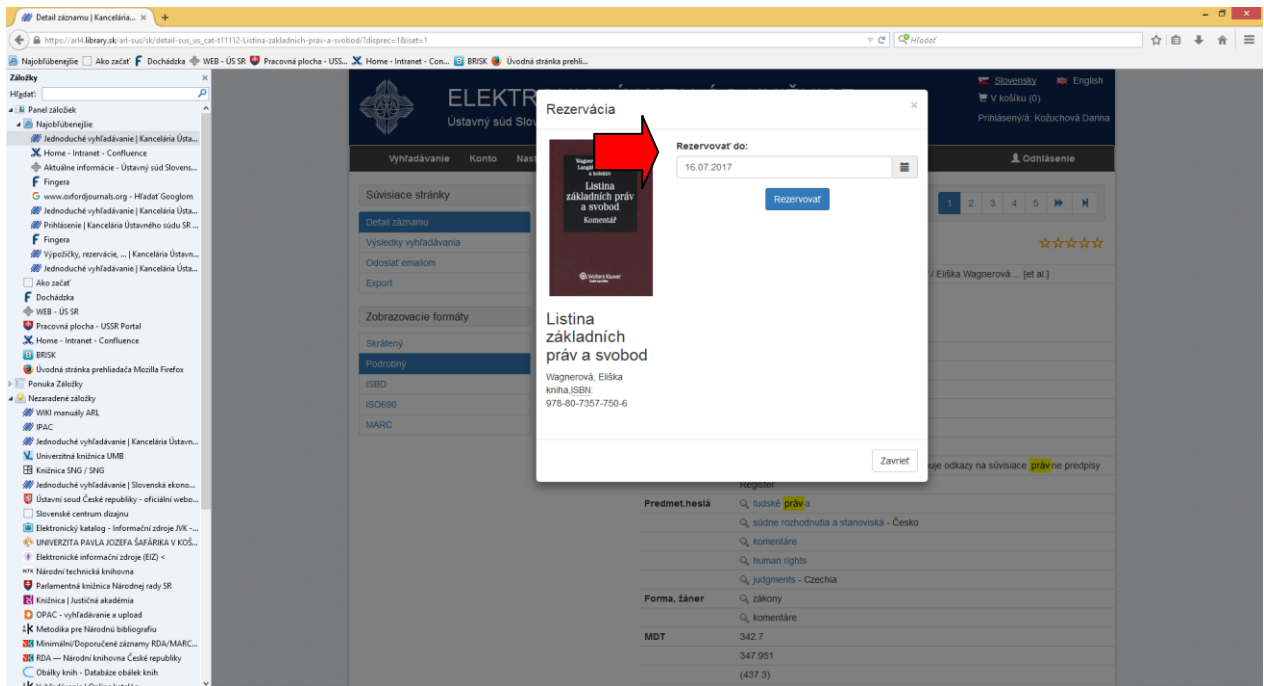 Detail záznamu | Kancelária...
https://arl4.library.sk/arl-sus/sk/detail-sus_us_cat-t11112-Listina-zakladnich-prav-a-svobod/?disprec=1&iset=1
Hľadať
Najobľúbenejšie Ako začať Dochádzka WEB - ÚS SR Pracovná plocha - USS... Home - Intranet - Con... BRISK Úvodná stránka prehli...
Záložky
Hľadať:
Panel záložiek
Najobľúbenejšie
Jednoduché vyhľadávanie | Kancelária Ústa...
Home - Intranet - Confluence
Aktuálne informácie - Ústavný súd Slovens...
Fingera
www.oxfordjournals.org - Hľadať Googlom
Jednoduché vyhľadávanie | Kancelária Ústa...
Prihlásenie | Kancelária Ústavného súdu SR ...
Fingera
Výpožičky, rezervácie, ... | Kancelária Ústavn...
Jednoduché vyhľadávanie | Kancelária Ústa...
Ako začať
Dochádzka
WEB - ÚS SR
Pracovná plocha - USSR Portal
Home - Intranet - Confluence
BRISK
Úvodná stránka prehliadača Mozilla Firefox
Ponuka Záložky
Nezaradené záložky
WIKI manuály ARL
IPAC
Jednoduché vyhľadávanie | Kancelária Ústavn...
Univerzitná knižnica UMB
Knižnica SNG / SNG
Jednoduché vyhľadávanie | Slovenská ekono...
Ústavní soud České republiky - oficiální webo...
Slovenské centrum dizajnu
Elektronický katalog - Informační zdroje JVK -...
UNIVERZITA PAVLA JOZEFA ŠAFÁRIKA V KOŠ...
Elektronické informační zdroje (EIZ) <
Národní technická knihovna
Parlamentná knižnica Národnej rady SR
Knižnica | Justičná akadémia
OPAC - vyhľadávanie a upload
Metodika pre Národnú bibliografiu
Minimální/Doporučené záznamy RDA/MARC...
RDA — Národní knihovna České republiky
Obálky knih - Databáze obálek knih
ELEKTR
Ústavný súd Slov
Slovensky English
V košíku (0)
Prihlásený/á: Kožuchová Darina
Vyhľadávanie Konto Nast
Odhlásenie
Súvisiace stránky
Detail záznamu
Výsledky vyhľadávania
Odoslať emailom
Export
Zobrazovacie formáty
Skrátený
Podrobný
ISBD
ISO690
MARC
Rezervácia
Listina
základních práv
a svobod
Komentář
Wolters Kluwer
Rezervovať do:
16.07.2017
Rezervovať
Listina
základních
práv a svobod
Wagnerová, Eliška
kniha,ISBN:
978-80-7357-750-6
Zavrieť
1 2 3 4 5
/ Eliška Wagnerová ... [et al.]
uje odkazy na súvisiace právne predpisy
Register
Predmet.heslá ľudské práva
súdne rozhodnutia a stanoviská - Česko
komentáre
human rights
judgments - Czechia
Forma, žáner zákony
komentáre
MDT 342.7
347.951
(437.3)